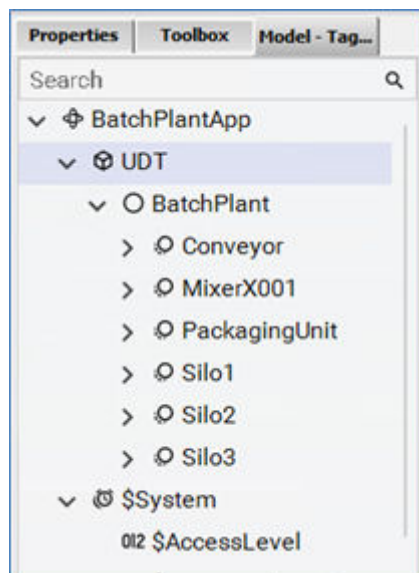 Properties Toolbox Model - Tag...
Search
BatchPlantApp
UDT
BatchPlant
Conveyor
MixerX001
PackagingUnit
Silo1
Silo2
Silo3
$System
012 $AccessLevel